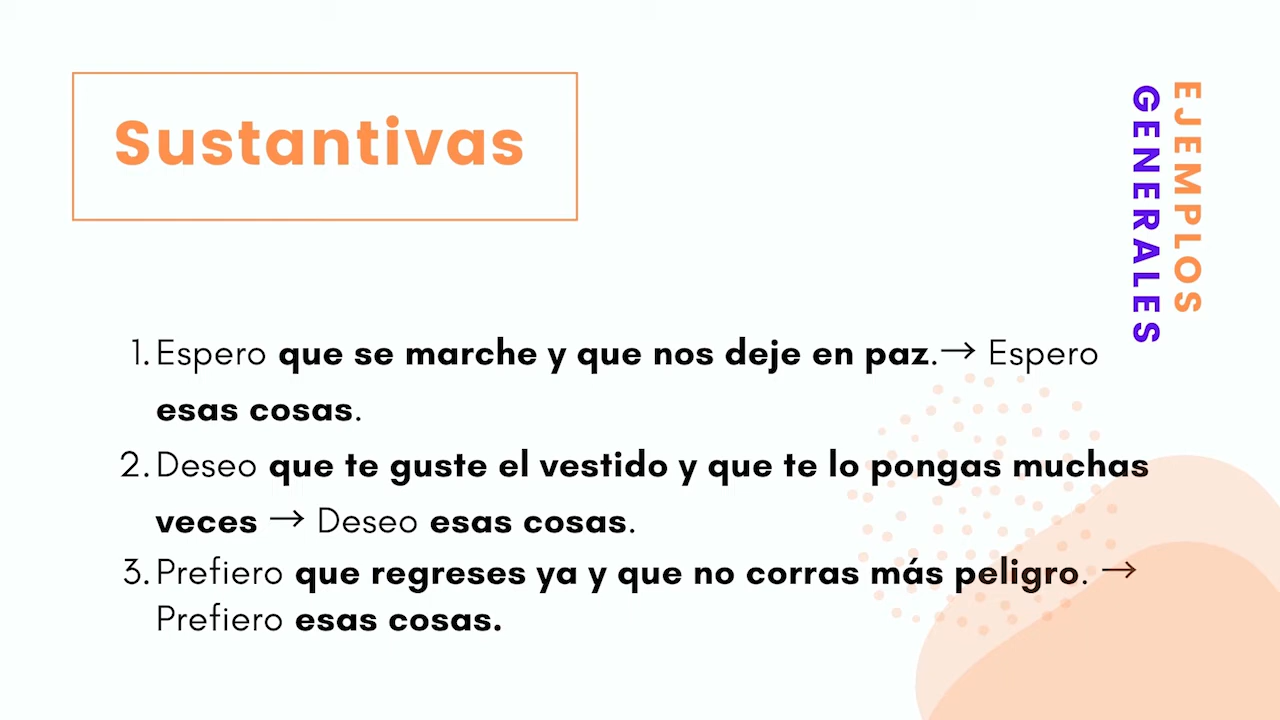 Sustantivas
EJEMPLOS
GENERALES
1. Espero que se marche y que nos deje en paz.→ Espero
esas cosas.
2. Deseo que te guste el vestido y que te lo pongas muchas
veces → Deseo esas cosas.
3. Prefiero que regreses ya y que no corras más peligro. →
Prefiero esas cosas.